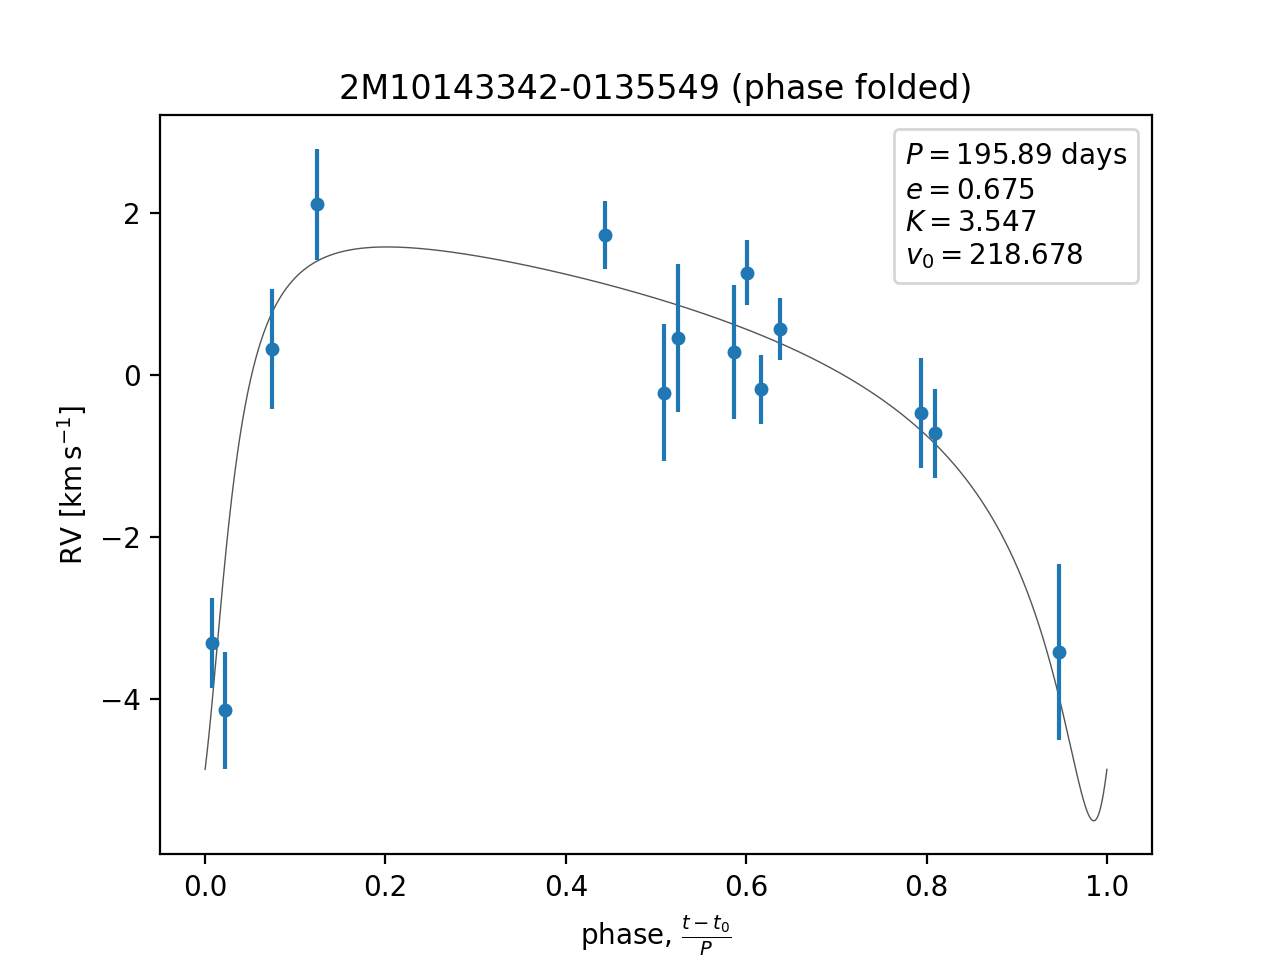 2M10143342-0135549 (phase folded)
P = 195.89 days
e = 0.675
K = 3.547
v₀ = 218.678
RV [km s⁻¹]
2
0
−2
−4
0.0 0.2 0.4 0.6 0.8 1.0
phase, (t − t₀)/P